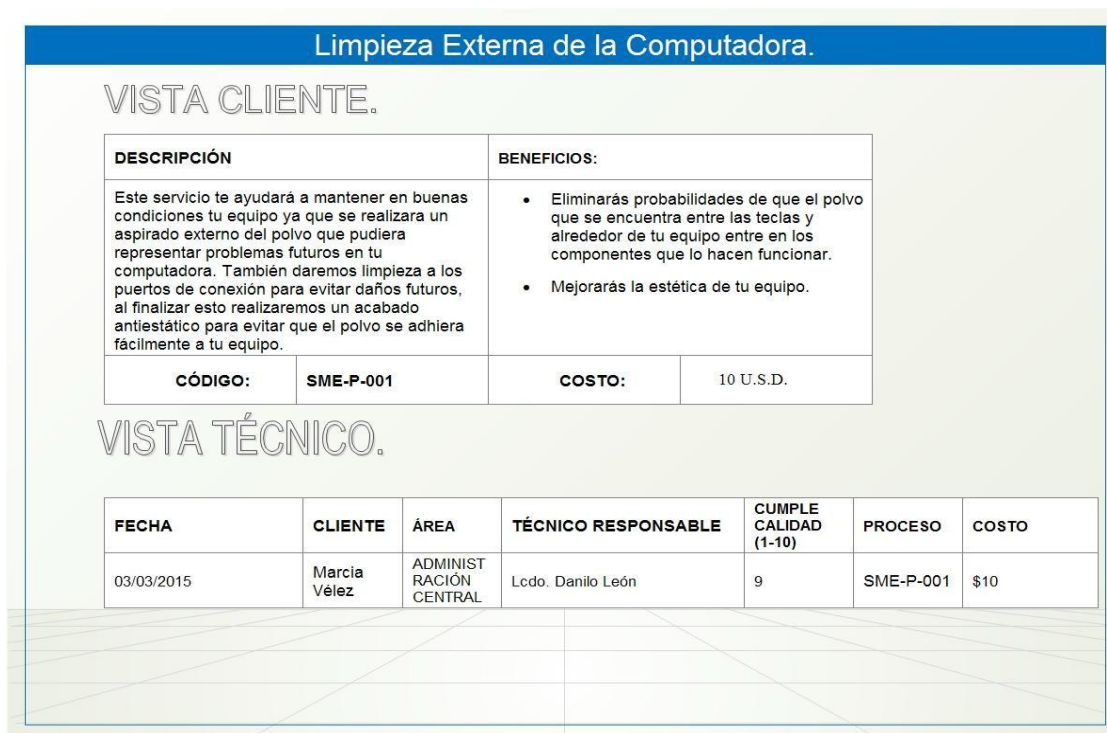 Limpieza Externa de la Computadora.
VISTA CLIENTE.
DESCRIPCIÓN
BENEFICIOS:
Este servicio te ayudará a mantener en buenas
condiciones tu equipo ya que se realizara un
aspirado externo del polvo que pudiera
representar problemas futuros en tu
computadora. También daremos limpieza a los
puertos de conexión para evitar daños futuros,
al finalizar esto realizaremos un acabado
antiestático para evitar que el polvo se adhiera
fácilmente a tu equipo.
• Eliminarás probabilidades de que el polvo
que se encuentra entre las teclas y
alrededor de tu equipo entre en los
componentes que lo hacen funcionar.
• Mejorarás la estética de tu equipo.
CÓDIGO:
SME-P-001
COSTO:
10 U.S.D.
VISTA TÉCNICO.
FECHA
CLIENTE
ÁREA
TÉCNICO RESPONSABLE
CUMPLE
CALIDAD
(1-10)
PROCESO
COSTO
03/03/2015
Marcia
Vélez
ADMINIST
RACIÓN
CENTRAL
Lcdo. Danilo León
9
SME-P-001
$10